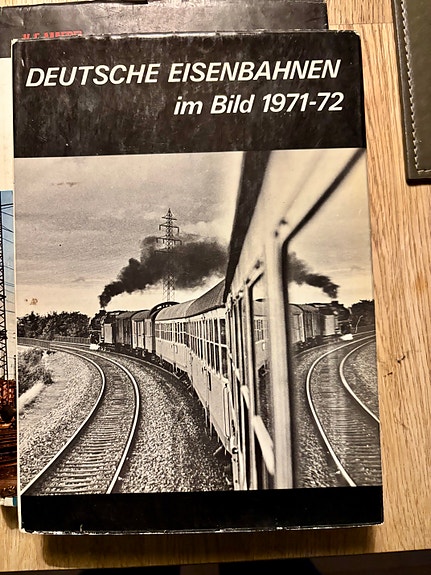 DEUTSCHE EISENBAHNEN
im Bild 1971-72